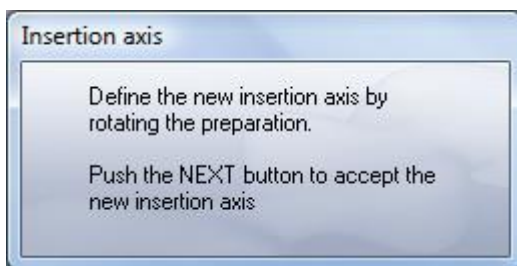 Insertion axis
Define the new insertion axis by
rotating the preparation.
Push the NEXT button to accept the
new insertion axis